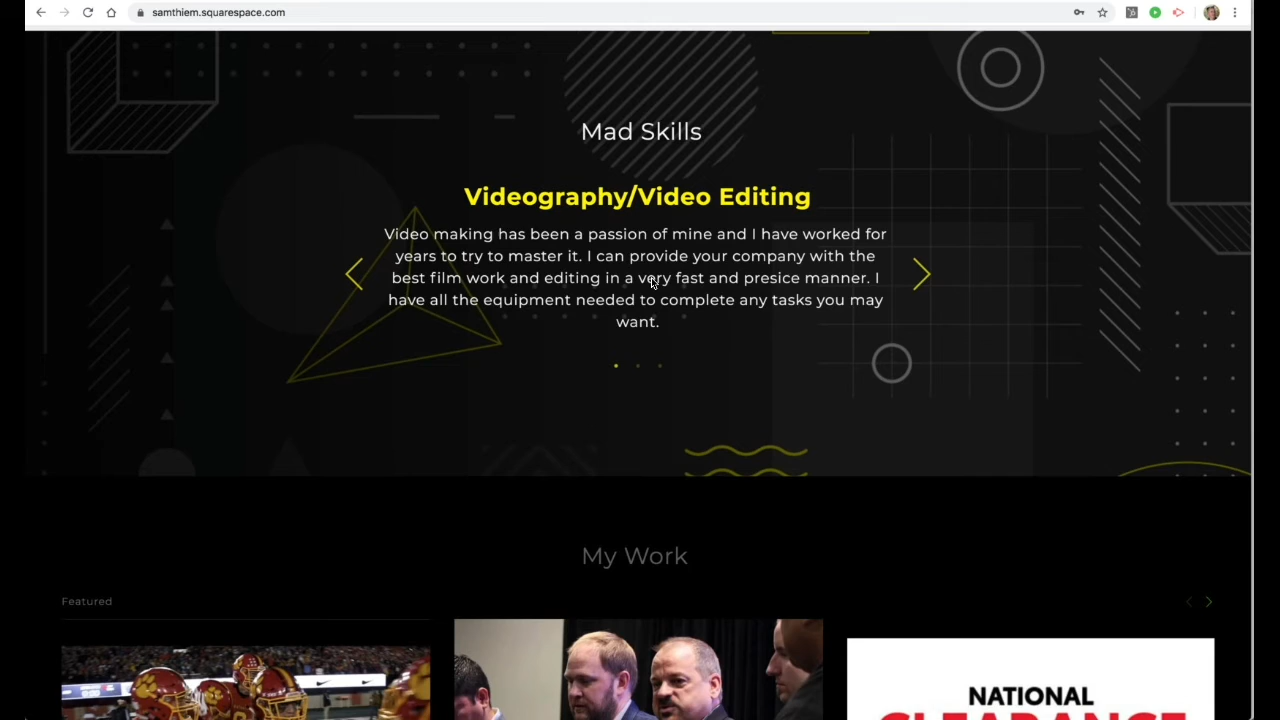 samthiem.squarespace.com
Mad Skills
Videography/Video Editing
Video making has been a passion of mine and I have worked for
years to try to master it. I can provide your company with the
best film work and editing in a very fast and presice manner. I
have all the equipment needed to complete any tasks you may
want.
My Work
Featured
NATIONAL
CLEARANCE